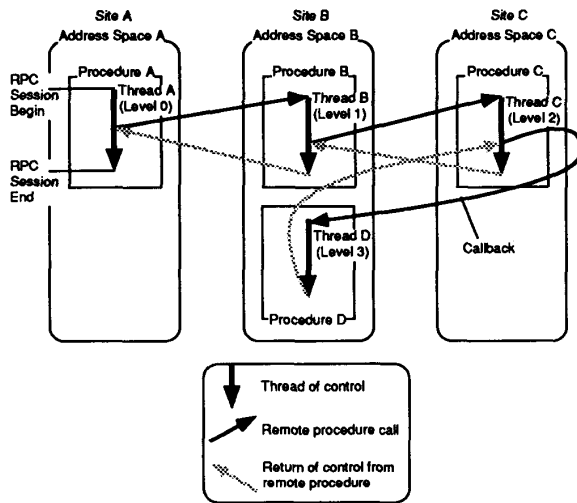 Site A
Address Space A
Site B
Address Space B
Site C
Address Space C
RPC
Session
Begin
Procedure A
Thread A
(Level 0)
Procedure B
Thread B
(Level 1)
Procedure C
Thread C
(Level 2)
RPC
Session
End
Thread D
(Level 3)
Procedure D
Callback
Thread of control
Remote procedure call
Return of control from
remote procedure